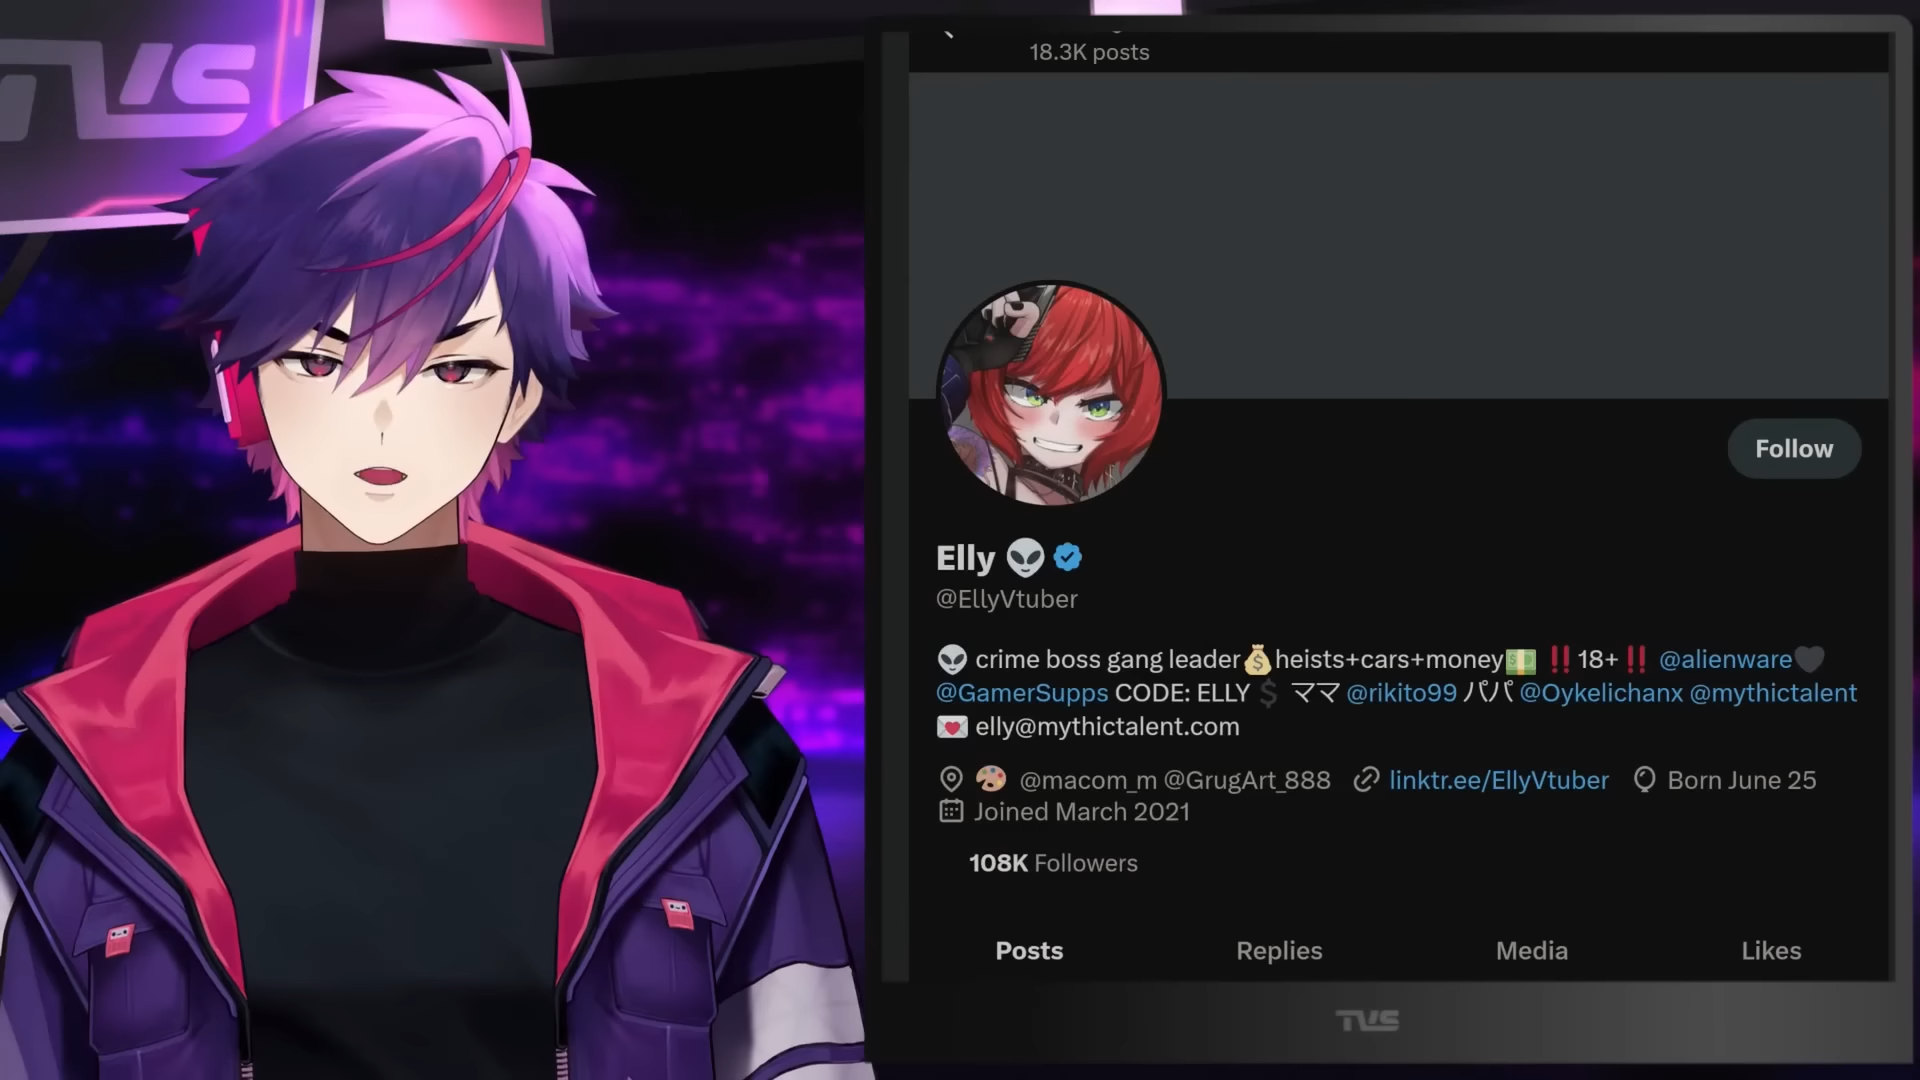 TVS
18.3K posts
Follow
Elly 👽
@EllyVtuber
👽 crime boss gang leader💰heists+cars+money💵 ‼️18+‼️ @alienware🖤
@GamerSupps CODE: ELLY💲 ママ @rikito99 パパ @Oykelichanx @mythictalent
💌 elly@mythictalent.com
🎨 @macom_m @GrugArt_888 linktr.ee/EllyVtuber Born June 25
Joined March 2021
108K Followers
Posts Replies Media Likes
TVS